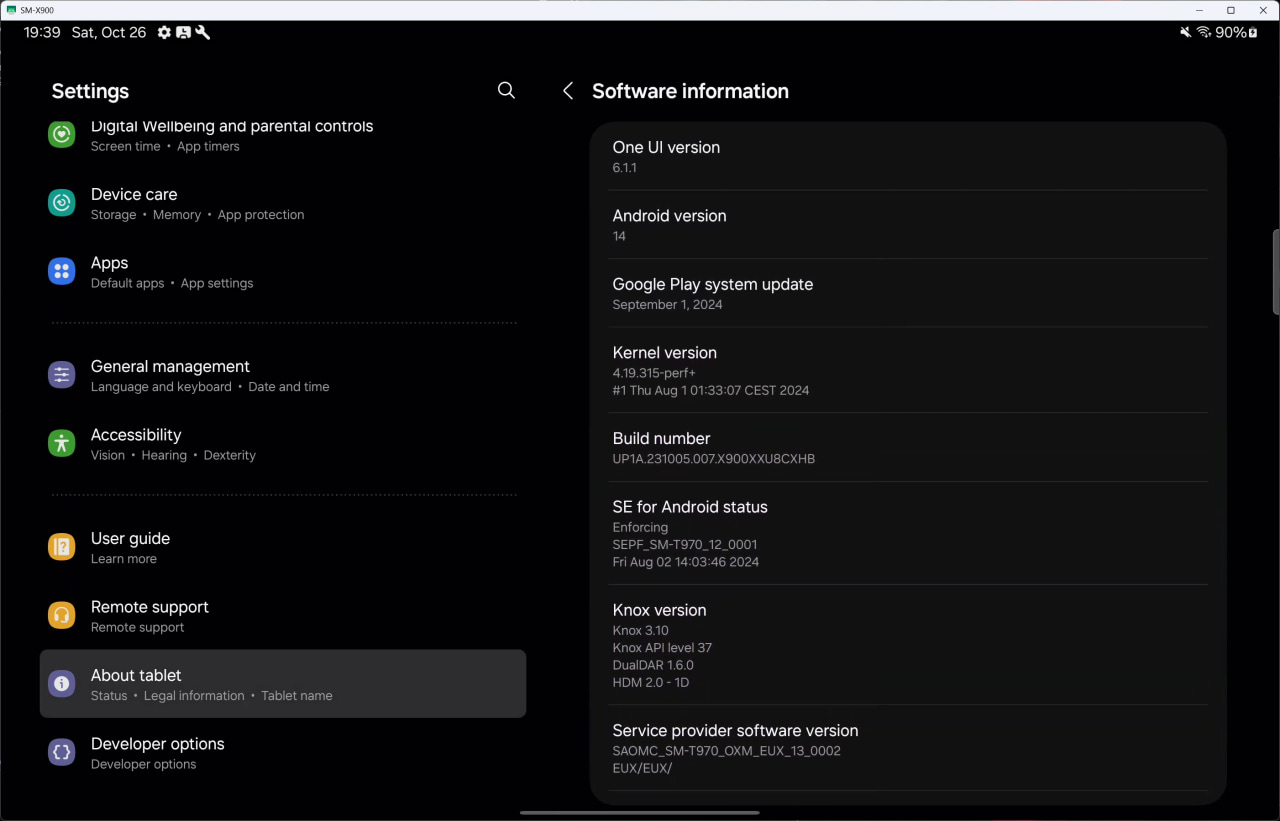 SM-X900
19:39 Sat, Oct 26
90%
Settings
Digital Wellbeing and parental controls
Screen time • App timers
Device care
Storage • Memory • App protection
Apps
Default apps • App settings
General management
Language and keyboard • Date and time
Accessibility
Vision • Hearing • Dexterity
User guide
Learn more
Remote support
Remote support
About tablet
Status • Legal information • Tablet name
Developer options
Developer options
Software information
One UI version
6.1.1
Android version
14
Google Play system update
September 1, 2024
Kernel version
4.19.315-perf+
#1 Thu Aug 1 01:33:07 CEST 2024
Build number
UP1A.231005.007.X900XXU8CXHB
SE for Android status
Enforcing
SEPF_SM-T970_12_0001
Fri Aug 02 14:03:46 2024
Knox version
Knox 3.10
Knox API level 37
DualDAR 1.6.0
HDM 2.0 - 1D
Service provider software version
SAOMC_SM-T970_OXM_EUX_13_0002
EUX/EUX/